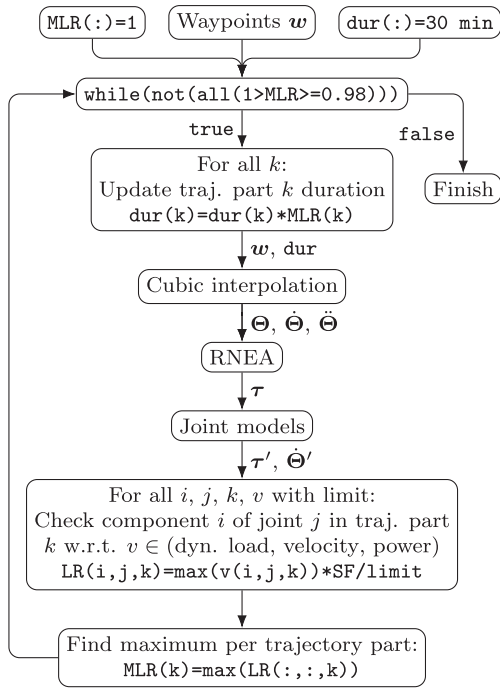 MLR(:)=1
Waypoints w
dur(:)=30 min
while(not(all(1>MLR>=0.98)))
true
false
For all k:
Update traj. part k duration
dur(k)=dur(k)*MLR(k)
Finish
w, dur
Cubic interpolation
Θ, Θ̇, Θ̈
RNEA
τ
Joint models
τ′, Θ̇′
For all i, j, k, v with limit:
Check component i of joint j in traj. part
k w.r.t. v ∈ (dyn. load, velocity, power)
LR(i,j,k)=max(v(i,j,k))*SF/limit
Find maximum per trajectory part:
MLR(k)=max(LR(:,:,k))